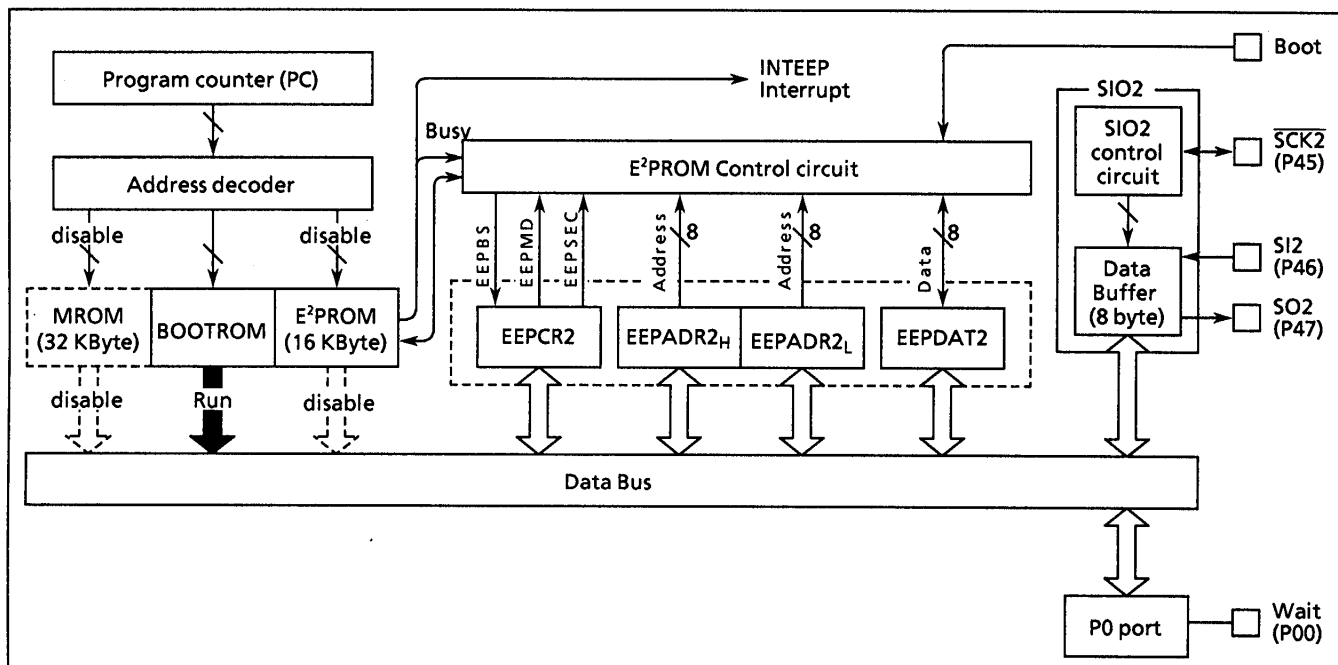 Program counter (PC)
Address decoder
disable
disable
MROM
(32 KByte)
BOOTROM
E²PROM
(16 KByte)
disable
Run
disable
INTEEP
Interrupt
Busy
E²PROM Control circuit
EEPBS
EEPMD
EEPSEC
Address
8
Address
8
Data
8
EEPCR2
EEPADR2H
EEPADR2L
EEPDAT2
Boot
SIO2
SIO2
control
circuit
Data
Buffer
(8 byte)
SCK2
(P45)
SI2
(P46)
SO2
(P47)
Data Bus
P0 port
Wait
(P00)